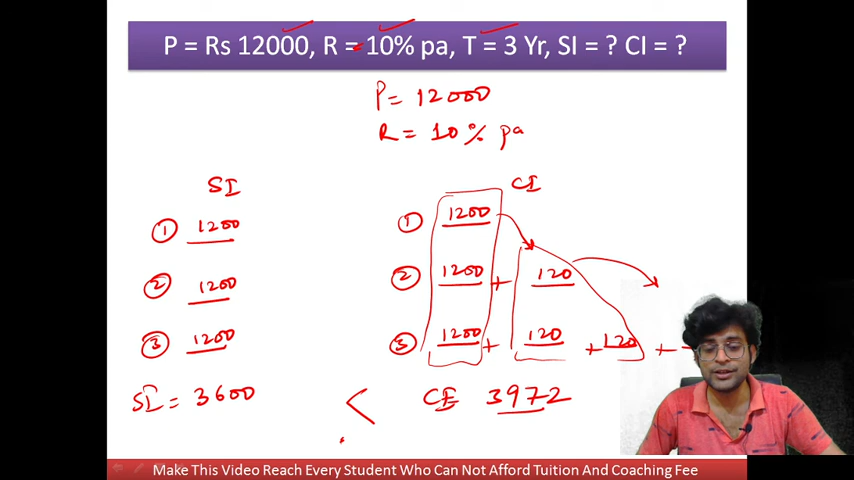 P = Rs 12000, R = 10% pa, T = 3 Yr, SI = ? CI = ?
P = 12000
R = 10% pa
SI
CI
① 1200
① 1200
② 1200
② 1200 + 120
③ 1200
③ 1200 + 120 + 120 +
SI = 3600 < CI 3972
Make This Video Reach Every Student Who Can Not Afford Tuition And Coaching Fee